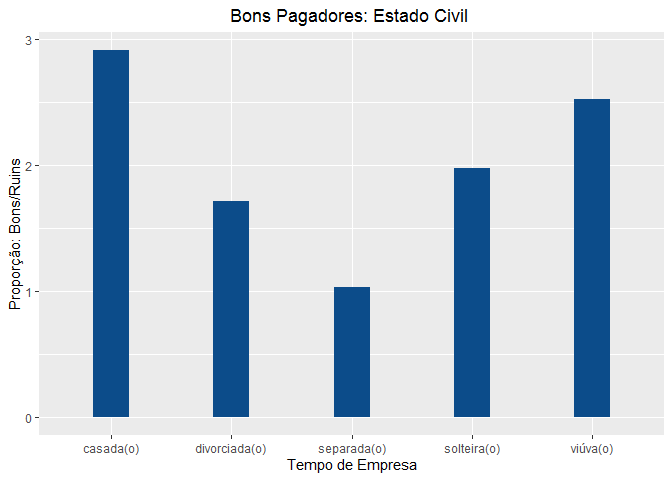 Bons Pagadores: Estado Civil
Proporção: Bons/Ruins
3
2
1
0
casada(o) divorciada(o) separada(o) solteira(o) viúva(o)
Tempo de Empresa